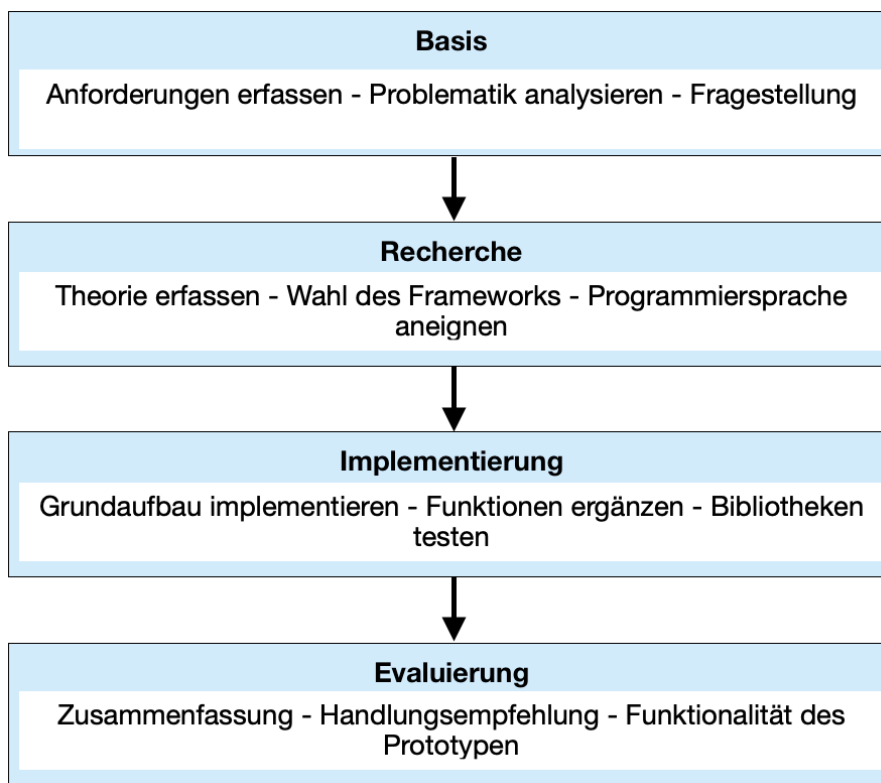 Basis
Anforderungen erfassen - Problematik analysieren - Fragestellung
Recherche
Theorie erfassen - Wahl des Frameworks - Programmiersprache
aneignen
Implementierung
Grundaufbau implementieren - Funktionen ergänzen - Bibliotheken
testen
Evaluierung
Zusammenfassung - Handlungsempfehlung - Funktionalität des
Prototypen